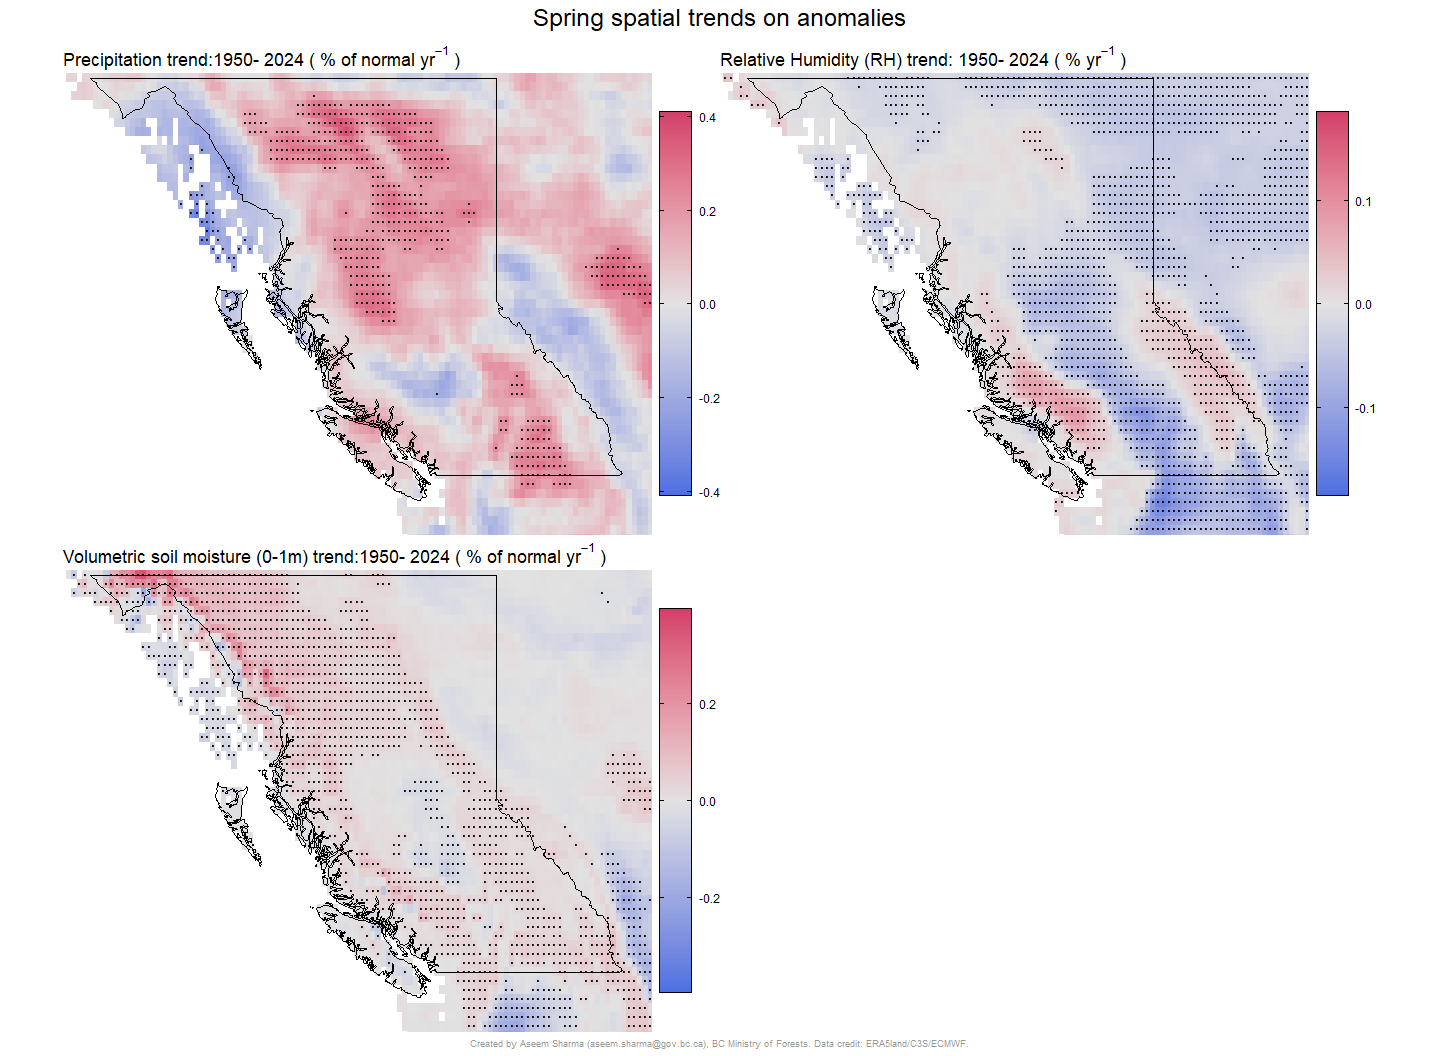 Spring spatial trends on anomalies
Precipitation trend:1950- 2024 ( % of normal yr−1 )
Relative Humidity (RH) trend: 1950- 2024 ( % yr−1 )
0.4
0.2
0.0
-0.2
-0.4
0.1
0.0
-0.1
Volumetric soil moisture (0-1m) trend:1950- 2024 ( % of normal yr−1 )
0.2
0.0
-0.2
Created by Aseem Sharma (aseem.sharma@gov.bc.ca), BC Ministry of Forests. Data credit: ERA5land/C3S/ECMWF.